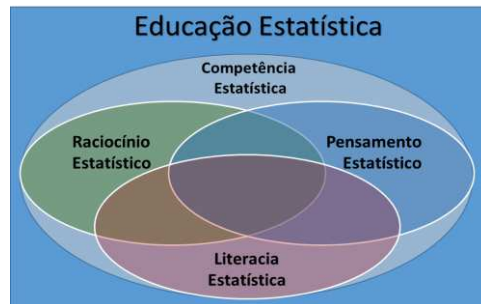 Educação Estatística
Competência
Estatística
Raciocínio
Estatístico
Pensamento
Estatístico
Literacia
Estatística